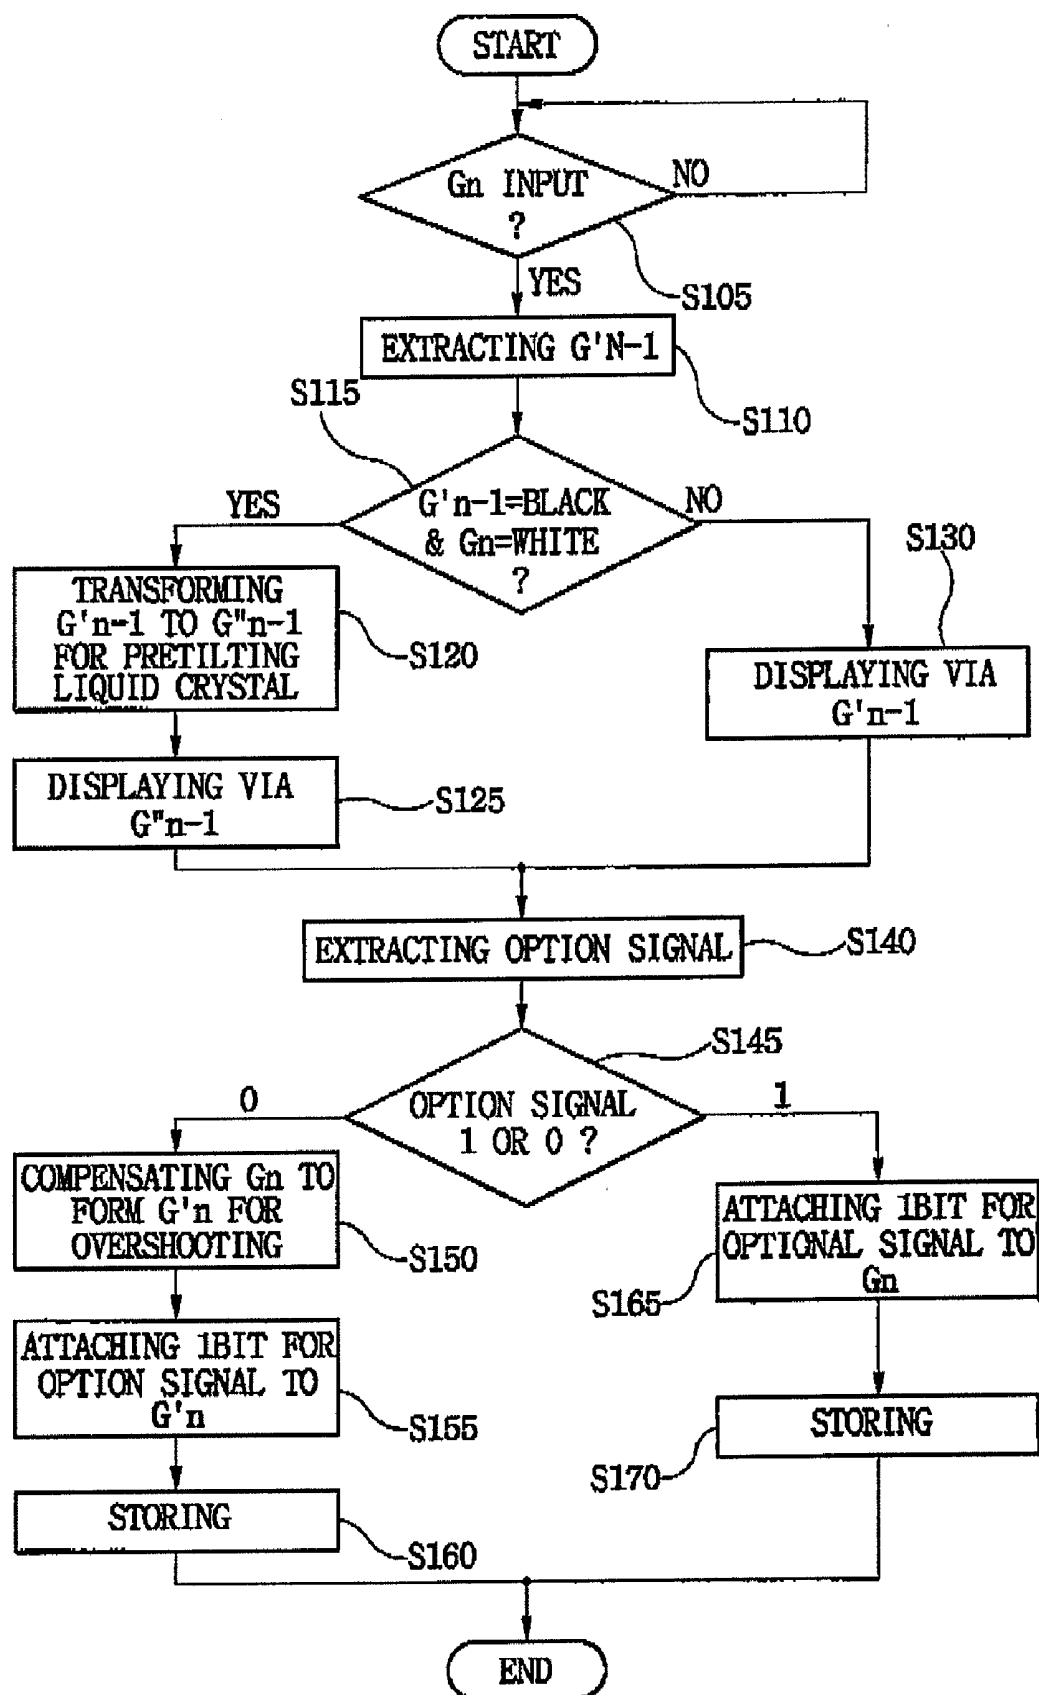 START
Gn INPUT
?
NO
YES
S105
EXTRACTING G'N-1
S110
S115
G'n-1=BLACK
& Gn=WHITE
?
YES
NO
TRANSFORMING
G'n-1 TO G"n-1
FOR PRETILTING
LIQUID CRYSTAL
S120
S130
DISPLAYING VIA
G'n-1
DISPLAYING VIA
G"n-1
S125
EXTRACTING OPTION SIGNAL
S140
S145
OPTION SIGNAL
1 OR 0 ?
0
1
COMPENSATING Gn TO
FORM G'n FOR
OVERSHOOTING
S150
ATTACHING 1BIT FOR
OPTIONAL SIGNAL TO
Gn
S165
ATTACHING 1BIT FOR
OPTION SIGNAL TO
G'n
S155
STORING
S170
STORING
S160
END